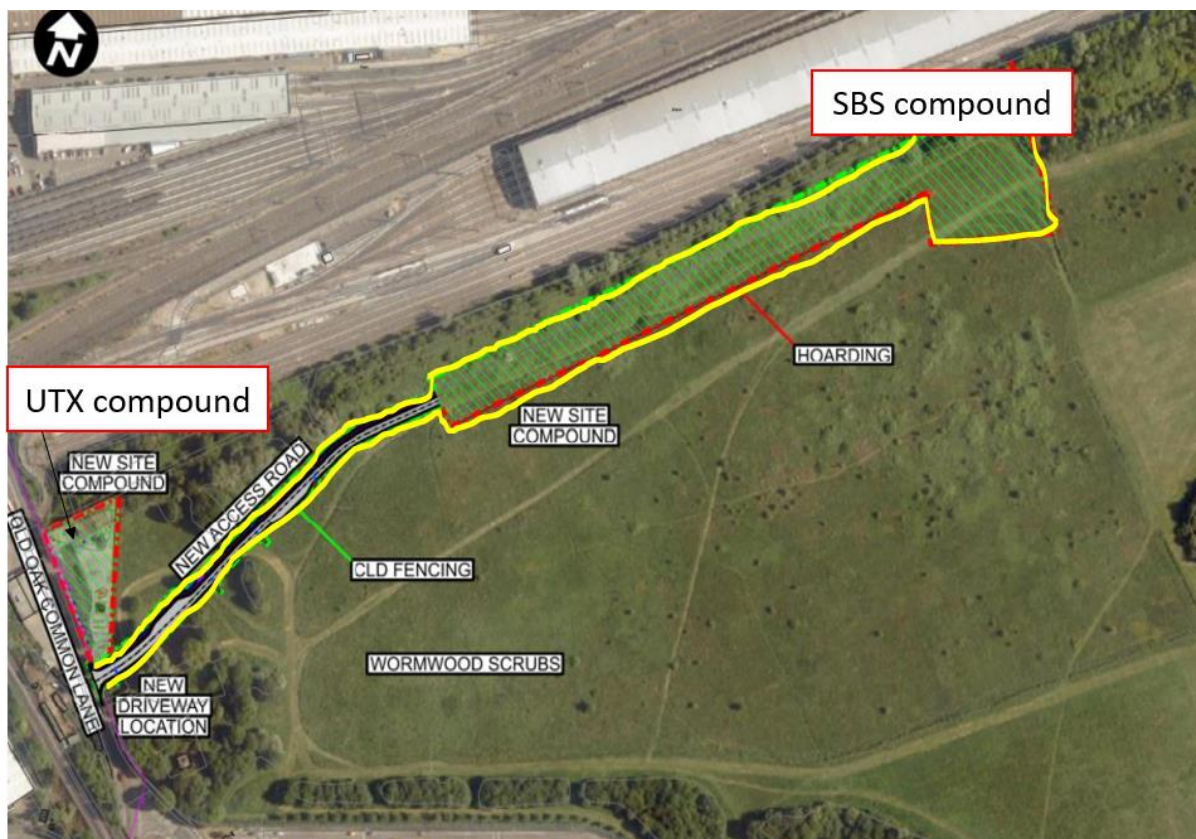 N
SBS compound
HOARDING
UTX compound
NEW SITE
COMPOUND
NEW SITE
COMPOUND
NEW ACCESS ROAD
OLD OAK COMMON LANE
CLD FENCING
WORMWOOD SCRUBS
NEW
DRIVEWAY
LOCATION